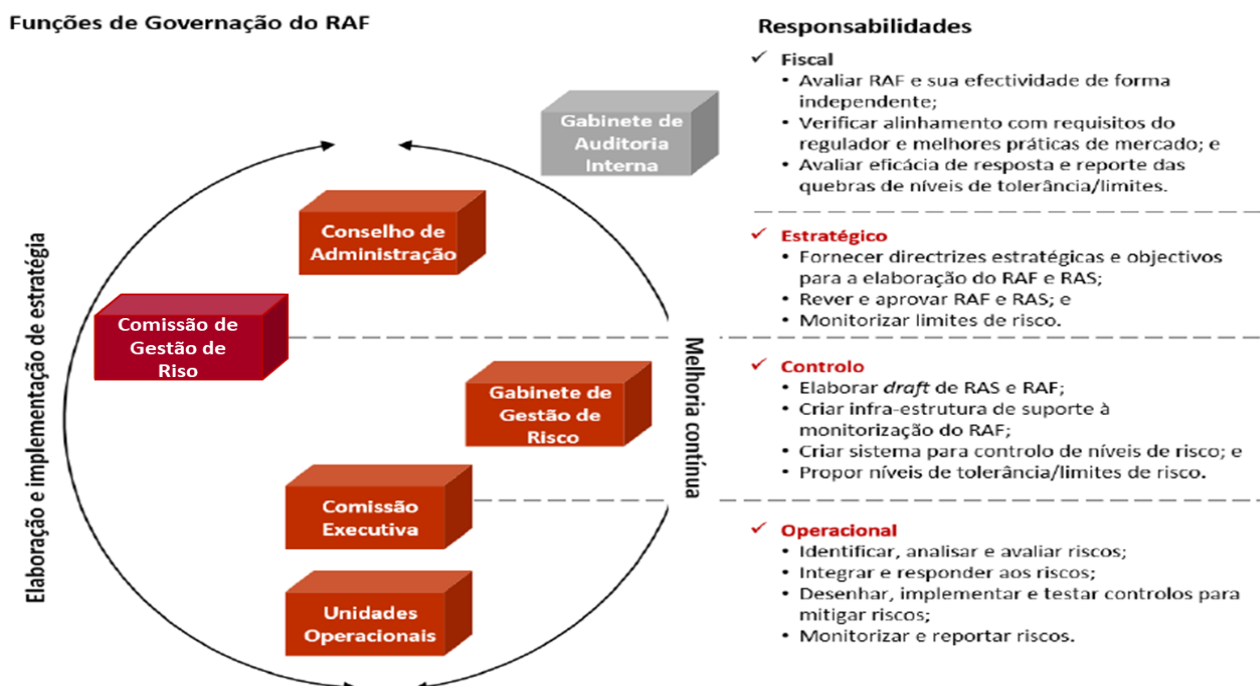 Funções de Governação do RAF
Gabinete de
Auditoria
Interna
Conselho de
Administração
Comissão de
Gestão de
Riso
Gabinete de
Gestão de
Risco
Comissão
Executiva
Unidades
Operacionais
Elaboração e implementação de estratégia
Melhoria contínua
Responsabilidades
✓ Fiscal
• Avaliar RAF e sua efectividade de forma
independente;
• Verificar alinhamento com requisitos do
regulador e melhores práticas de mercado; e
• Avaliar eficácia de resposta e reporte das
quebras de níveis de tolerância/limites.
✓ Estratégico
• Fornecer directrizes estratégicas e objectivos
para a elaboração do RAF e RAS;
• Rever e aprovar RAF e RAS; e
• Monitorizar limites de risco.
✓ Controlo
• Elaborar draft de RAS e RAF;
• Criar infra-estrutura de suporte à
monitorização do RAF;
• Criar sistema para controlo de níveis de risco; e
• Propor níveis de tolerância/limites de risco.
✓ Operacional
• Identificar, analisar e avaliar riscos;
• Integrar e responder aos riscos;
• Desenhar, implementar e testar controlos para
mitigar riscos;
• Monitorizar e reportar riscos.